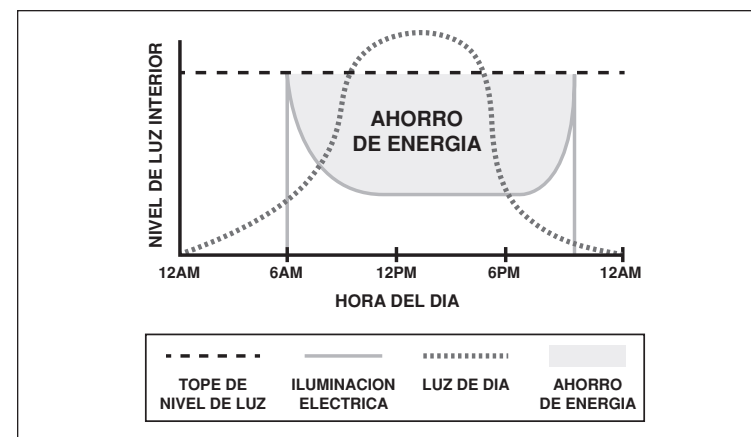 NIVEL DE LUZ INTERIOR
AHORRO
DE ENERGIA
12AM 6AM 12PM 6PM 12AM
HORA DEL DIA
TOPE DE
NIVEL DE LUZ
ILUMINACION
ELECTRICA
LUZ DE DIA
AHORRO
DE ENERGIA